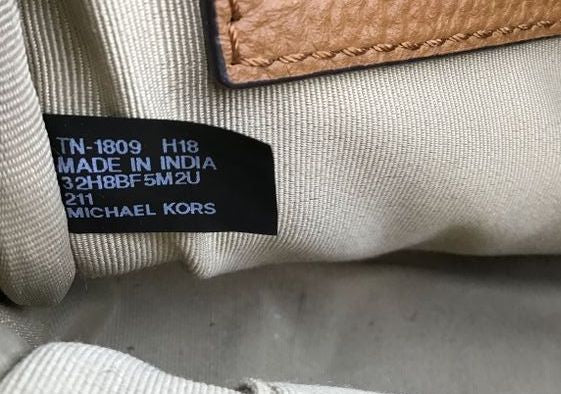 TN-1809 H18
MADE IN INDIA
32H8BF5M2U
211
MICHAEL KORS